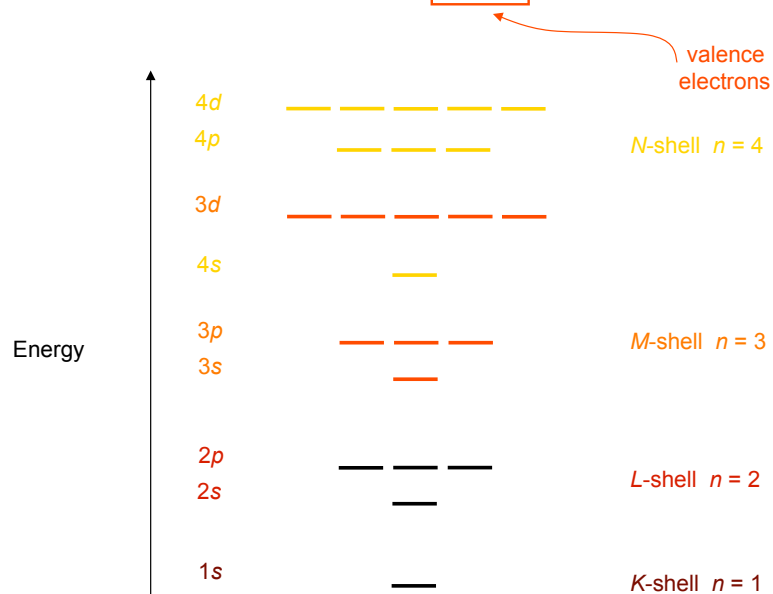 valence
electrons
4d
4p
N-shell n = 4
3d
4s
3p
Energy
M-shell n = 3
3s
2p
L-shell n = 2
2s
1s
K-shell n = 1